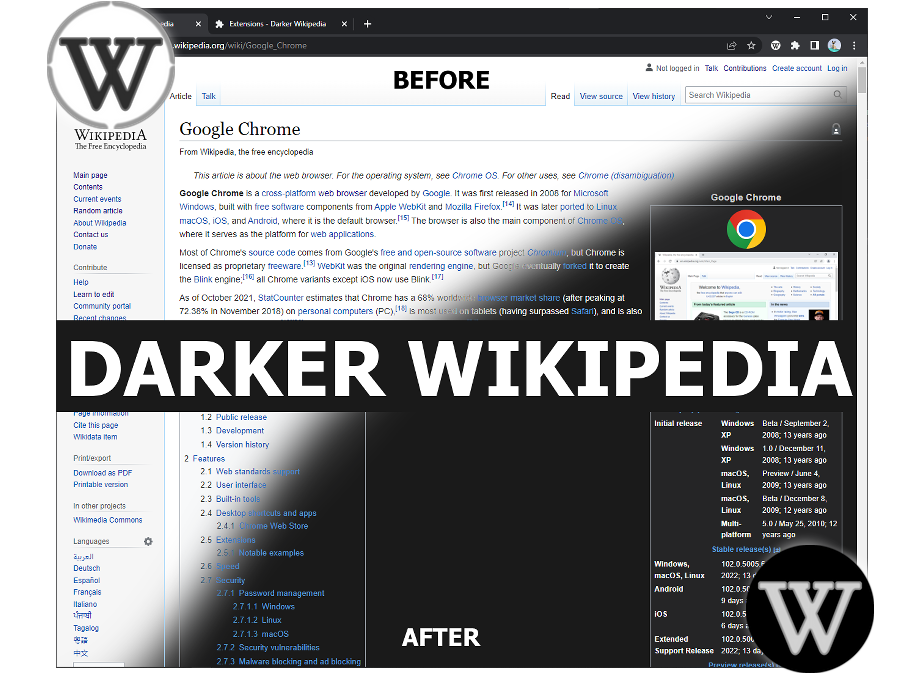 edia
Extensions - Darker Wikipedia
.wikipedia.org/wiki/Google_Chrome
W
BEFORE
Not logged in Talk Contributions Create account Log in
Article Talk
Read View source View history
Search Wikipedia
WIKIPEDIA
The Free Encyclopedia
Main page
Contents
Current events
Random article
About Wikipedia
Contact us
Donate
Contribute
Help
Learn to edit
Community portal
Recent changes
Google Chrome
From Wikipedia, the free encyclopedia
This article is about the web browser. For the operating system, see Chrome OS. For other uses, see Chrome (disambiguation)
Google Chrome is a cross-platform web browser developed by Google. It was first released in 2008 for Microsoft
Windows, built with free software components from Apple WebKit and Mozilla Firefox.[14] It was later ported to Linux
macOS, iOS, and Android, where it is the default browser.[15] The browser is also the main component of Chrome OS,
where it serves as the platform for web applications.
Most of Chrome's source code comes from Google's free and open-source software project Chromium, but Chrome is
licensed as proprietary freeware.[13] WebKit was the original rendering engine, but Google eventually forked it to create
the Blink engine;[16] all Chrome variants except iOS now use Blink.[17]
As of October 2021, StatCounter estimates that Chrome has a 68% worldwide browser market share (after peaking at
72.38% in November 2018) on personal computers (PC),[18] is most used on tablets (having surpassed Safari), and is also
Google Chrome
WIKIPEDIA
Welcome to Wikipedia
From today's featured article
In the news
DARKER WIKIPEDIA
Page information
Cite this page
Wikidata item
Print/export
Download as PDF
Printable version
In other projects
Wikimedia Commons
Languages
العربية
Deutsch
Español
Français
Italiano
ਪੰਜਾਬੀ
Tagalog
粵語
中文
1.2 Public release
1.3 Development
1.4 Version history
2 Features
2.1 Web standards support
2.2 User interface
2.3 Built-in tools
2.4 Desktop shortcuts and apps
2.4.1 Chrome Web Store
2.5 Extensions
2.5.1 Notable examples
2.6 Speed
2.7 Security
2.7.1 Password management
2.7.1.1 Windows
2.7.1.2 Linux
2.7.1.3 macOS
2.7.2 Security vulnerabilities
2.7.3 Malware blocking and ad blocking
AFTER
Initial release Windows Beta / September 2,
XP 2008; 13 years ago
Windows 1.0 / December 11,
XP 2008; 13 years ago
macOS, Preview / June 4,
Linux 2009; 13 years ago
macOS, Beta / December 8,
Linux 2009; 12 years ago
Multi- 5.0 / May 25, 2010; 12
platform years ago
Stable release(s)
Windows, 102.0.5005.6
macOS, Linux 2022; 13 d
Android 102.0.50
9 days
iOS 102.0.50
6 days
Extended 102.0.500
Support Release 2022; 13 da
Preview release(s)
W